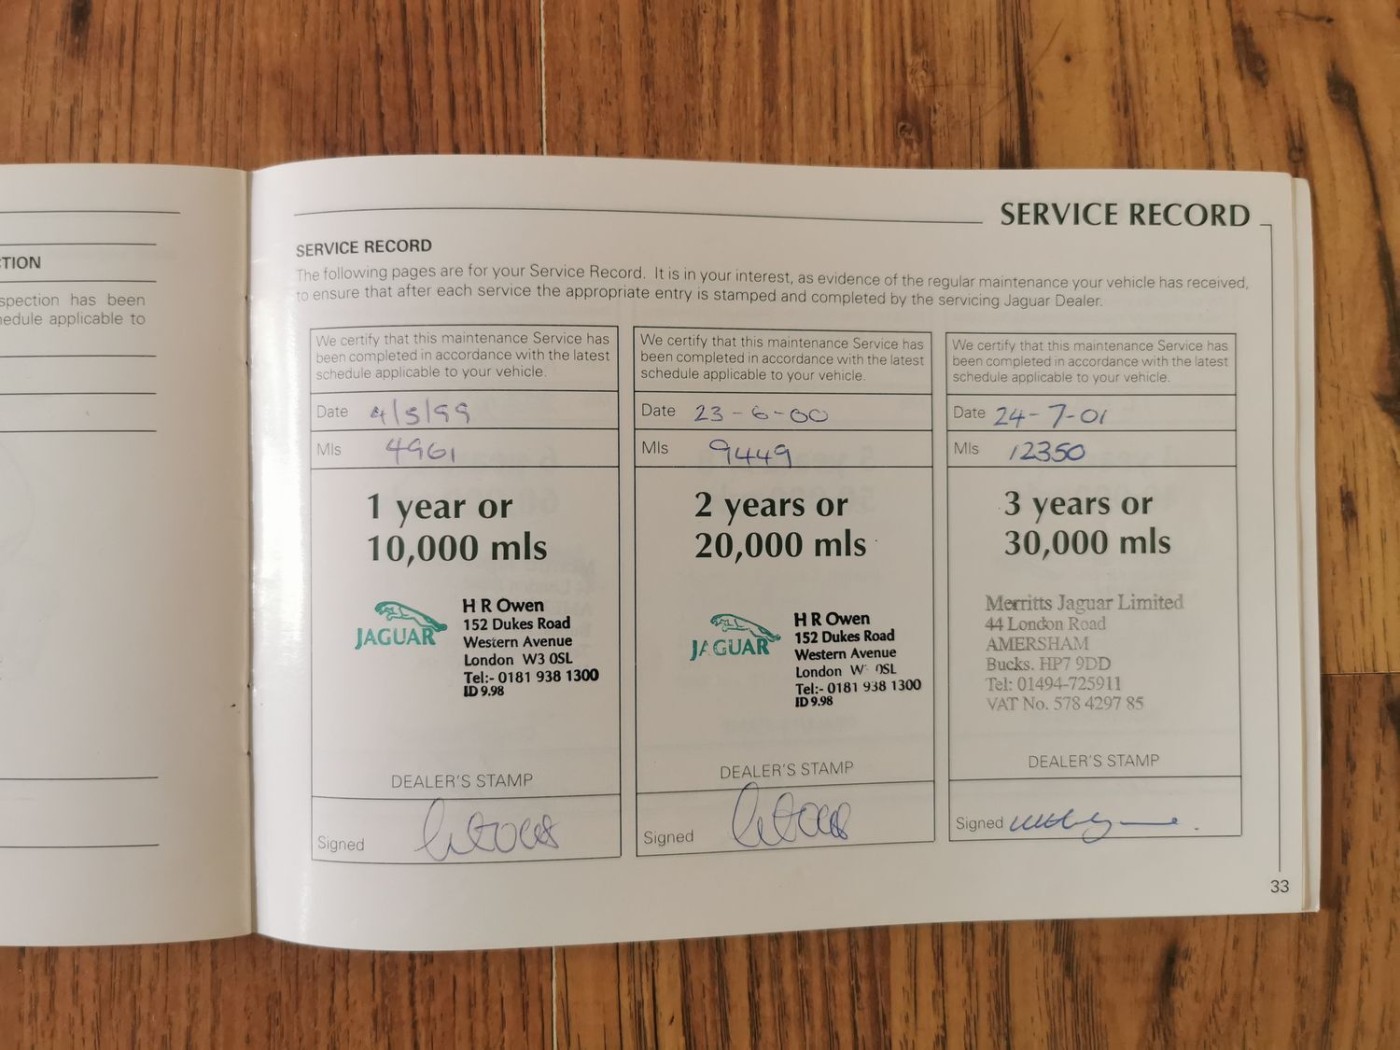 TION
spection has been
edule applicable to
SERVICE RECORD
SERVICE RECORD
The following pages are for your Service Record. It is in your interest, as evidence of the regular maintenance your vehicle has received,
to ensure that after each service the appropriate entry is stamped and completed by the servicing Jaguar Dealer.
We certify that this maintenance Service has
been completed in accordance with the latest
schedule applicable to your vehicle.
Date 4/5/99
Mls 4961
1 year or
10,000 mls
JAGUAR
H R Owen
152 Dukes Road
Western Avenue
London W3 0SL
Tel:- 0181 938 1300
ID 9.98
DEALER'S STAMP
Signed
We certify that this maintenance Service has
been completed in accordance with the latest
schedule applicable to your vehicle.
Date 23-6-00
Mls 9449
2 years or
20,000 mls
JAGUAR
H R Owen
152 Dukes Road
Western Avenue
London W 0SL
Tel:- 0181 938 1300
ID 9.98
DEALER'S STAMP
Signed
We certify that this maintenance Service has
been completed in accordance with the latest
schedule applicable to your vehicle.
Date 24-7-01
Mls 12350
3 years or
30,000 mls
Merritts Jaguar Limited
44 London Road
AMERSHAM
Bucks. HP7 9DD
Tel: 01494-725911
VAT No. 578 4297 85
DEALER'S STAMP
Signed
33